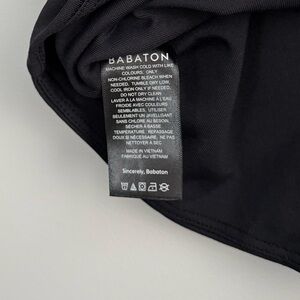 BABATON
MACHINE WASH COLD WITH LIKE
COLOURS. ONLY
NON-CHLORINE BLEACH WHEN
NEEDED. TUMBLE DRY LOW,
COOL IRON ONLY IF NEEDED,
DO NOT DRY CLEAN
LAVER À LA MACHINE À L'EAU
FROIDE AVEC COULEURS
SEMBLABLES. UTILISER
SEULEMENT UN JAVELLISANT
SANS CHLORE AU BESOIN.
SÉCHER À BASSE
TEMPÉRATURE. REPASSAGE
DOUX SI NÉCESSAIRE. NE PAS
NETTOYER À SEC
MADE IN VIETNAM
FABRIQUÉ AU VIETNAM
Sincerely, Babaton